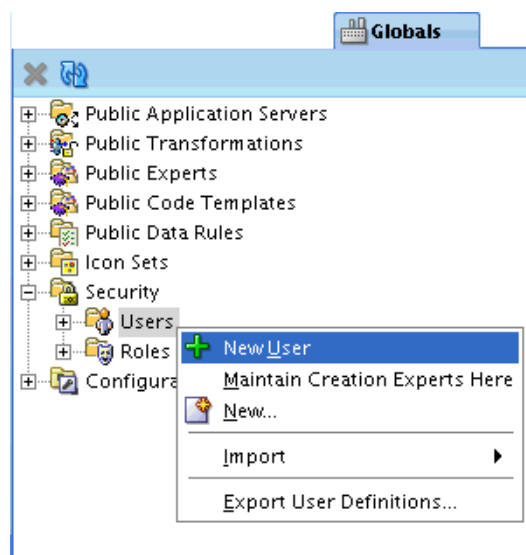 Globals
Public Application Servers
Public Transformations
Public Experts
Public Code Templates
Public Data Rules
Icon Sets
Security
Users
Roles
Configura
New User
Maintain Creation Experts Here
New...
Import
Export User Definitions...